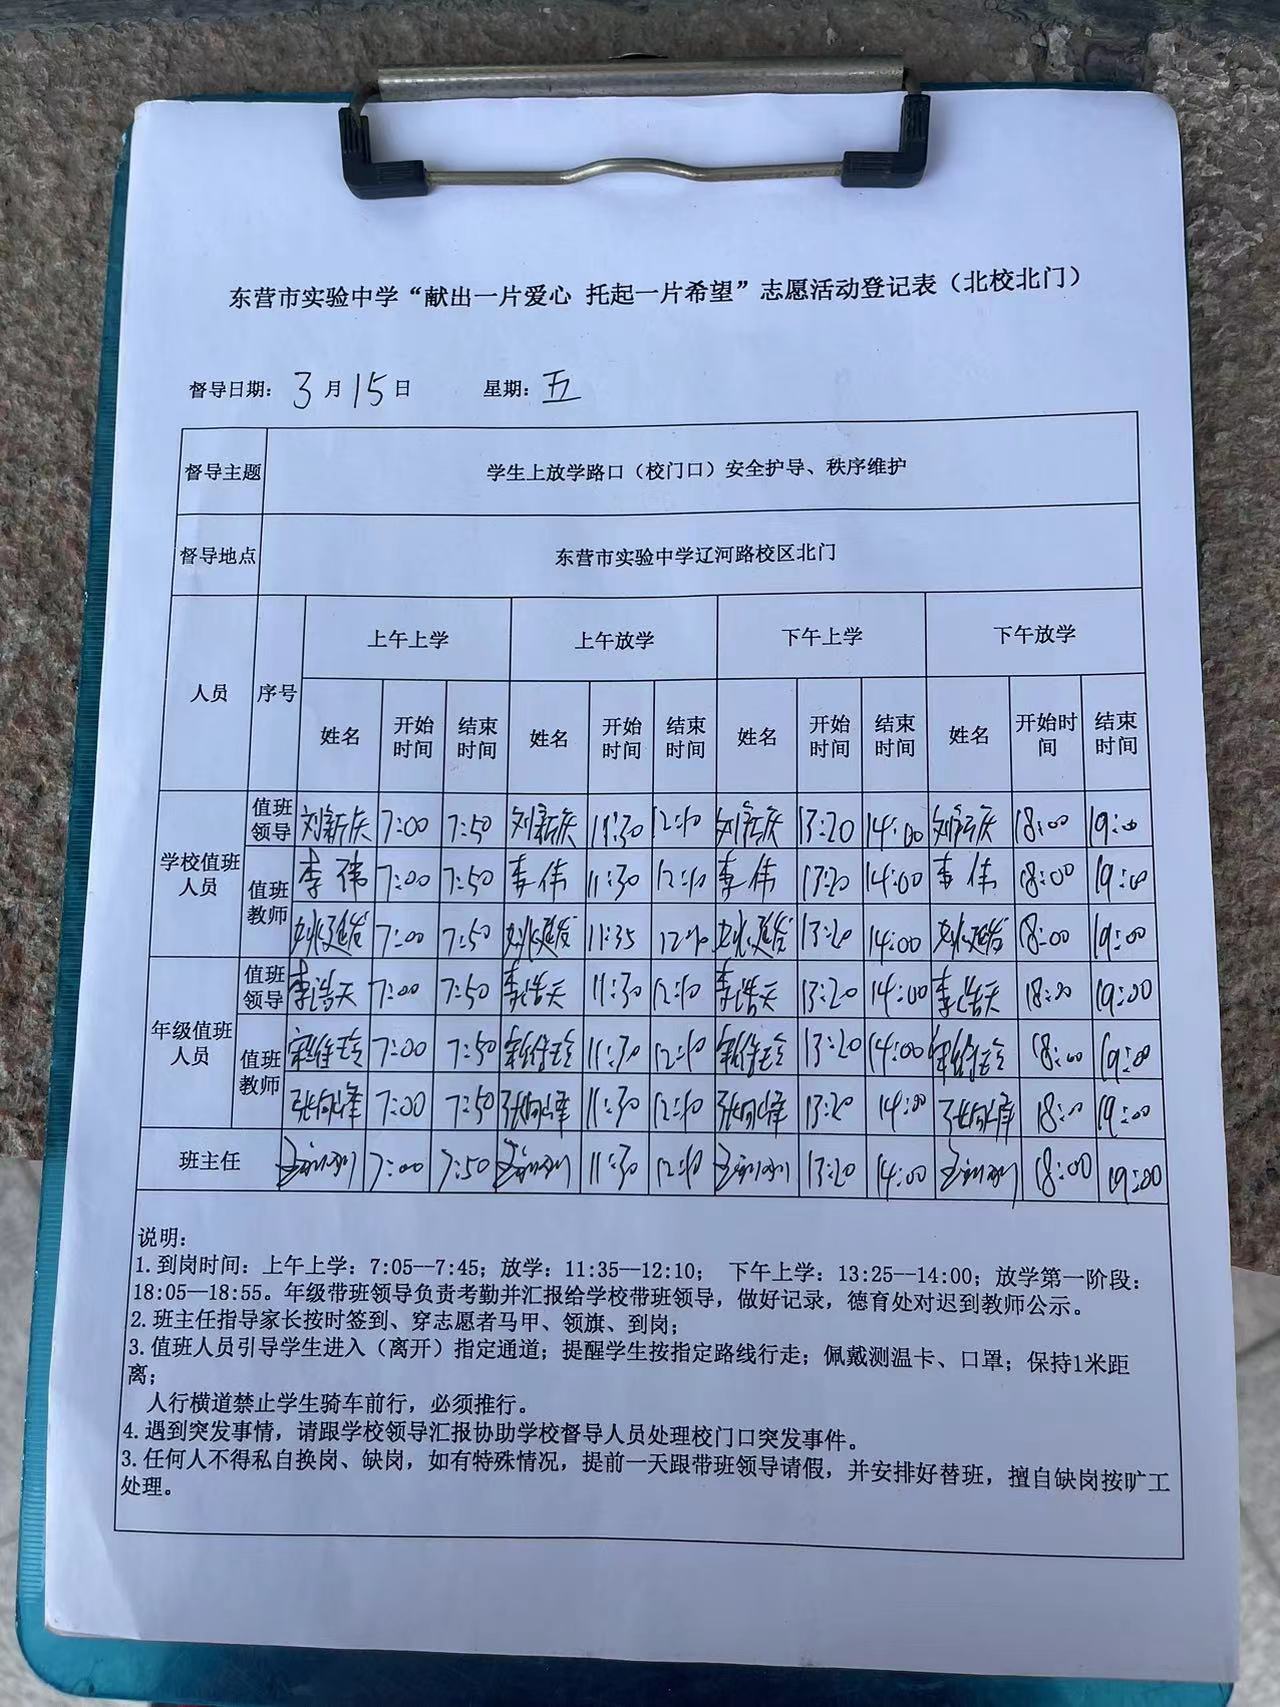 东营市实验中学“献出一片爱心 托起一片希望”志愿活动登记表（北校北门）
督导日期：3月15日 星期：五
督导主题 学生上放学路口（校门口）安全护导、秩序维护
督导地点 东营市实验中学辽河路校区北门
人员 序号 上午上学 上午放学 下午上学 下午放学
姓名 开始时间 结束时间 姓名 开始时间 结束时间 姓名 开始时间 结束时间 姓名 开始时间 结束时间
学校值班人员 值班领导 刘新庆 7:00 7:50 刘新庆 11:30 12:10 刘新庆 13:20 14:00 刘新庆 18:00 19:00
值班教师 李伟 7:00 7:50 李伟 11:30 12:10 李伟 13:20 14:00 李伟 18:00 19:00
7:00 7:50 11:35 12:10 13:20 14:00 18:00 19:00
年级值班人员 值班领导 李浩天 7:00 7:50 李浩天 11:30 12:10 李浩天 13:20 14:00 李浩天 18:00 19:00
值班教师 7:00 7:50 11:30 12:10 13:20 14:00 18:00 19:00
张向峰 7:00 7:50 张向峰 11:30 12:10 张向峰 13:20 14:00 张向峰 18:00 19:00
班主任 7:00 7:50 11:30 12:10 13:20 14:00 18:00 19:00
说明：
1.到岗时间：上午上学：7:05--7:45；放学：11:35--12:10； 下午上学：13:25--14:00；放学第一阶段：
18:05--18:55。年级带班领导负责考勤并汇报给学校带班领导，做好记录，德育处对迟到教师公示。
2.班主任指导家长按时签到、穿志愿者马甲、领旗、到岗；
3.值班人员引导学生进入（离开）指定通道；提醒学生按指定路线行走；佩戴测温卡、口罩；保持1米距
离；
人行横道禁止学生骑车前行，必须推行。
4.遇到突发事情，请跟学校领导汇报协助学校督导人员处理校门口突发事件。
3.任何人不得私自换岗、缺岗，如有特殊情况，提前一天跟带班领导请假，并安排好替班，擅自缺岗按旷工
处理。